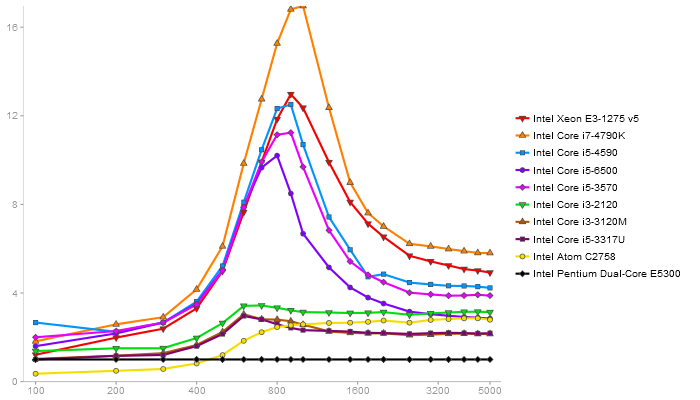 16
12
8
4
0
100
200
400
800
1600
3200
5000
Intel Xeon E3-1275 v5
Intel Core i7-4790K
Intel Core i5-4590
Intel Core i5-6500
Intel Core i5-3570
Intel Core i3-2120
Intel Core i3-3120M
Intel Core i5-3317U
Intel Atom C2758
Intel Pentium Dual-Core E5300